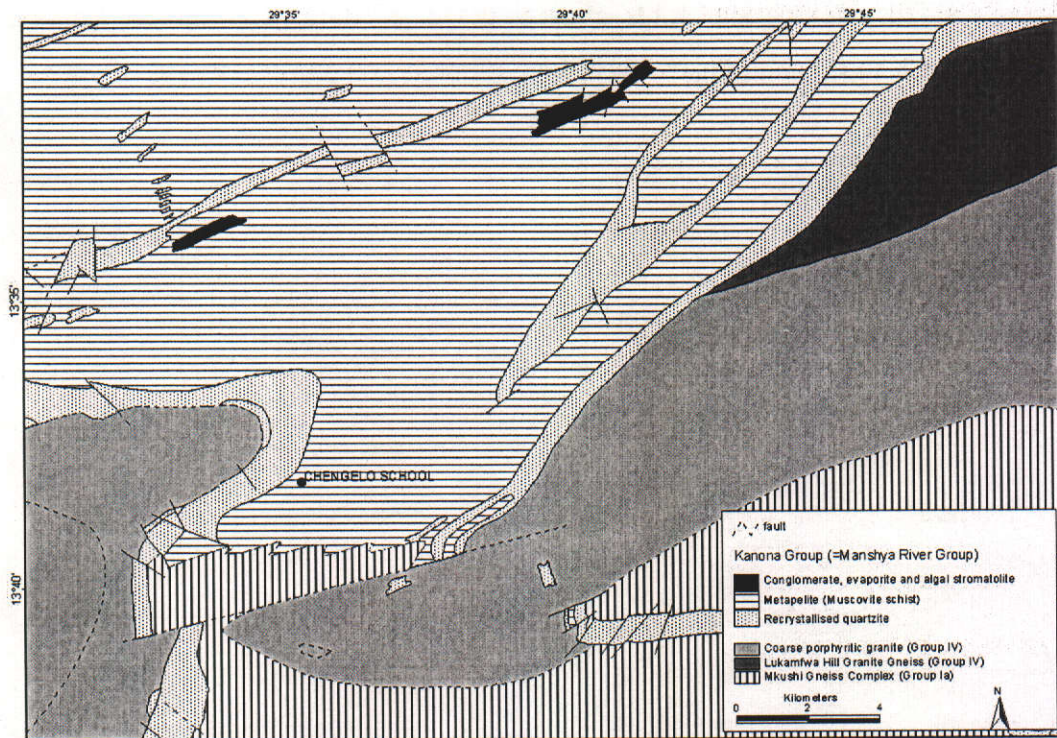 29°35'
29°40'
29°45'
13°35'
CHENGELO SCHOOL
13°40'
fault
Kanona Group (=Manshya River Group)
Conglomerate, evaporite and algal stromatolite
Metapelite (Muscovite schist)
Recrystallised quartzite
Coarse porphyritic granite (Group IV)
Lukamfwa Hill Granite Gneiss (Group IV)
Mkushi Gneiss Complex (Group Ia)
Kilometers
0 2 4
N